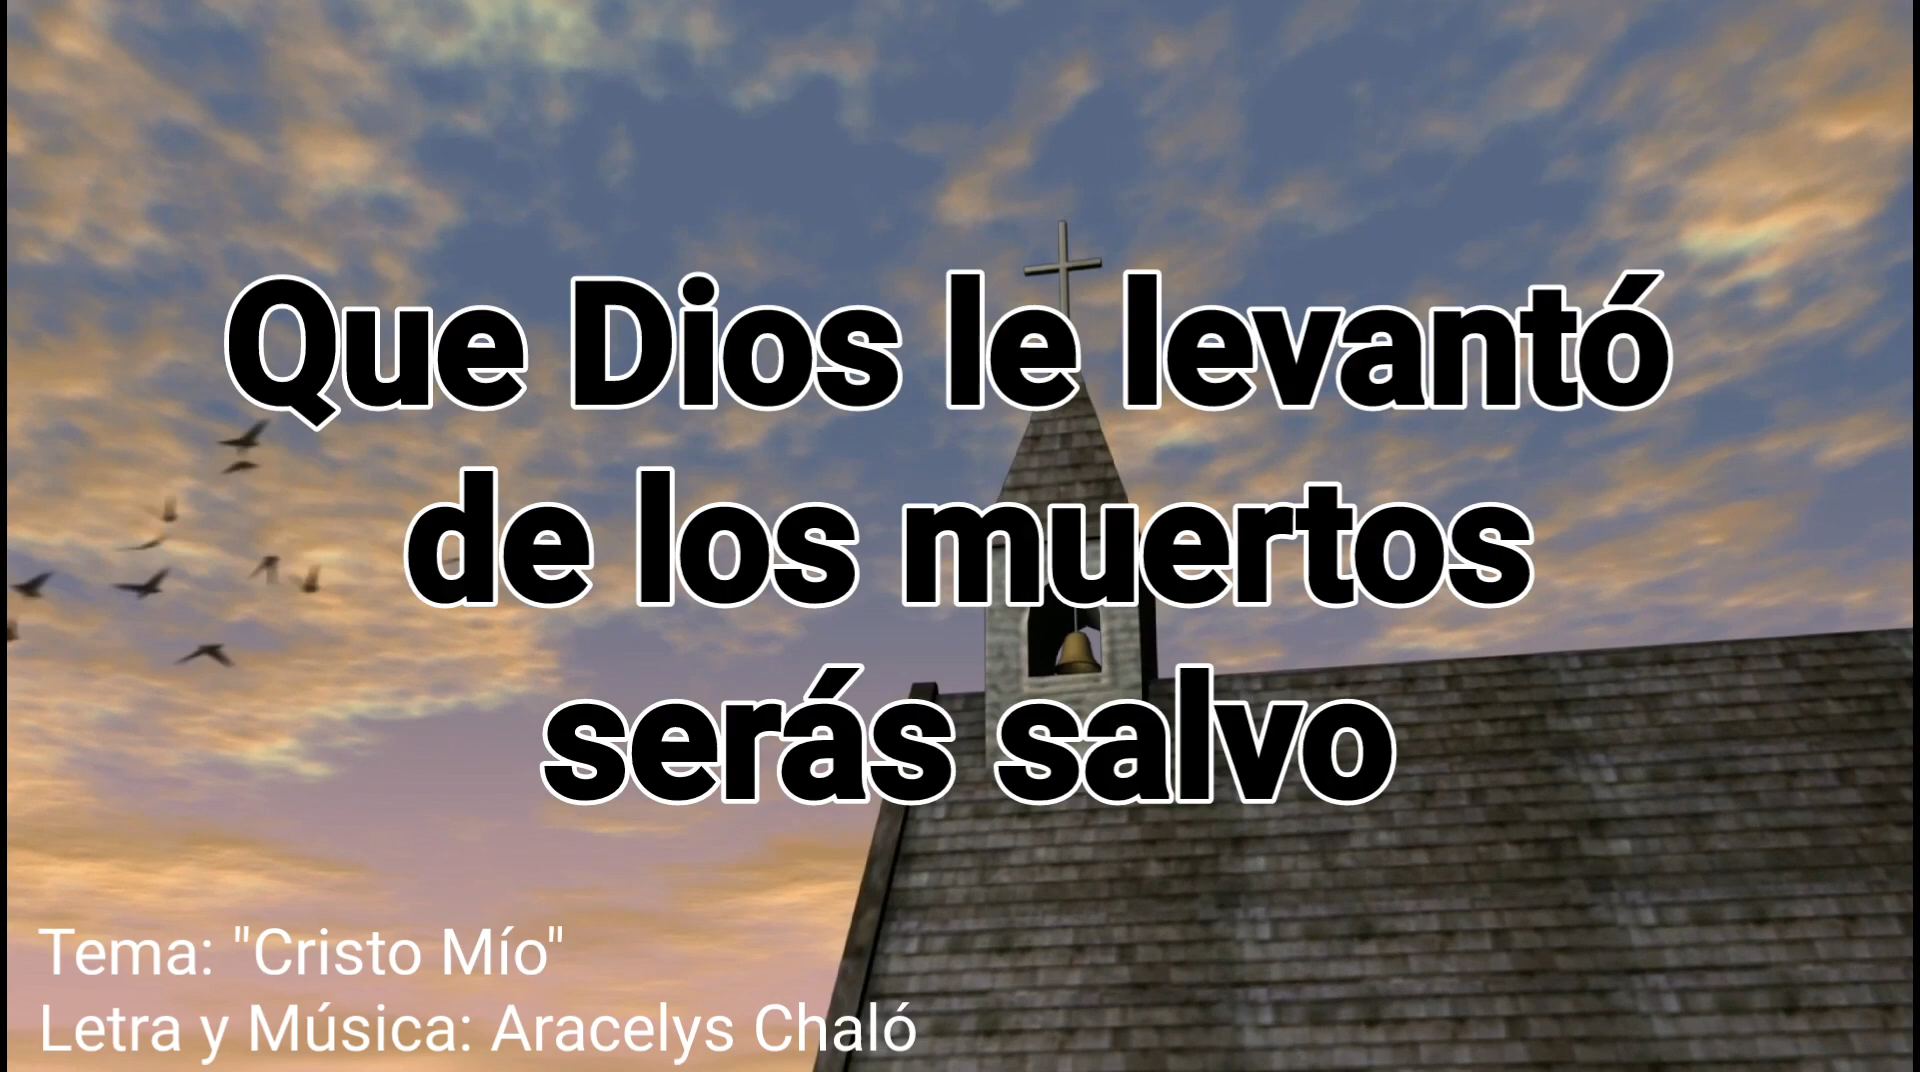 Que Dios le levantó
de los muertos
serás salvo
Tema: "Cristo Mío"
Letra y Música: Aracelys Chaló